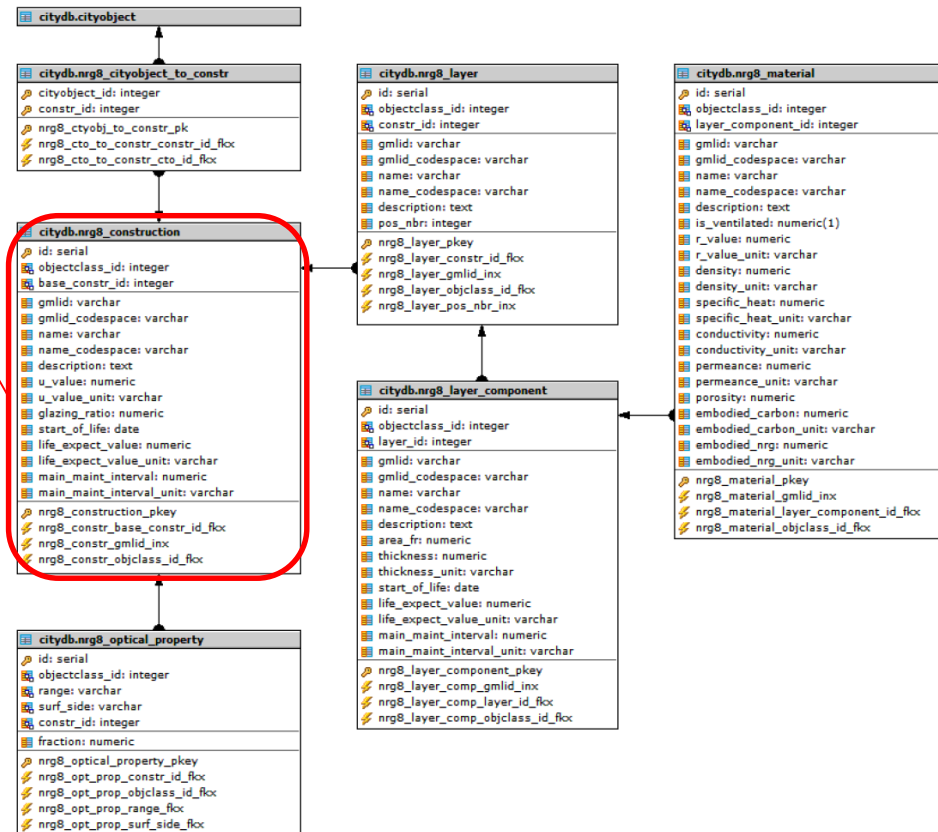 citydb.cityobject
citydb.nrg8_cityobject_to_constr
cityobject_id: integer
constr_id: integer
nrg8_ctyobj_to_constr_pk
nrg8_cto_to_constr_constr_id_fkx
nrg8_cto_to_constr_cto_id_fkx
citydb.nrg8_construction
id: serial
objectclass_id: integer
base_constr_id: integer
gmlid: varchar
gmlid_codespace: varchar
name: varchar
name_codespace: varchar
description: text
u_value: numeric
u_value_unit: varchar
glazing_ratio: numeric
start_of_life: date
life_expect_value: numeric
life_expect_value_unit: varchar
main_maint_interval: numeric
main_maint_interval_unit: varchar
nrg8_construction_pkey
nrg8_constr_base_constr_id_fkx
nrg8_constr_gmlid_inx
nrg8_constr_objclass_id_fkx
citydb.nrg8_optical_property
id: serial
objectclass_id: integer
range: varchar
surf_side: varchar
constr_id: integer
fraction: numeric
nrg8_optical_property_pkey
nrg8_opt_prop_constr_id_fkx
nrg8_opt_prop_objclass_id_fkx
nrg8_opt_prop_range_fkx
nrg8_opt_prop_surf_side_fkx
citydb.nrg8_layer
id: serial
objectclass_id: integer
constr_id: integer
gmlid: varchar
gmlid_codespace: varchar
name: varchar
name_codespace: varchar
description: text
pos_nbr: integer
nrg8_layer_pkey
nrg8_layer_constr_id_fkx
nrg8_layer_gmlid_inx
nrg8_layer_objclass_id_fkx
nrg8_layer_pos_nbr_inx
citydb.nrg8_layer_component
id: serial
objectclass_id: integer
layer_id: integer
gmlid: varchar
gmlid_codespace: varchar
name: varchar
name_codespace: varchar
description: text
area_fr: numeric
thickness: numeric
thickness_unit: varchar
start_of_life: date
life_expect_value: numeric
life_expect_value_unit: varchar
main_maint_interval: numeric
main_maint_interval_unit: varchar
nrg8_layer_component_pkey
nrg8_layer_comp_gmlid_inx
nrg8_layer_comp_layer_id_fkx
nrg8_layer_comp_objclass_id_fkx
citydb.nrg8_material
id: serial
objectclass_id: integer
layer_component_id: integer
gmlid: varchar
gmlid_codespace: varchar
name: varchar
name_codespace: varchar
description: text
is_ventilated: numeric(1)
r_value: numeric
r_value_unit: varchar
density: numeric
density_unit: varchar
specific_heat: numeric
specific_heat_unit: varchar
conductivity: numeric
conductivity_unit: varchar
permeance: numeric
permeance_unit: varchar
porosity: numeric
embodied_carbon: numeric
embodied_carbon_unit: varchar
embodied_nrg: numeric
embodied_nrg_unit: varchar
nrg8_material_pkey
nrg8_material_gmlid_inx
nrg8_material_layer_component_id_fkx
nrg8_material_objclass_id_fkx